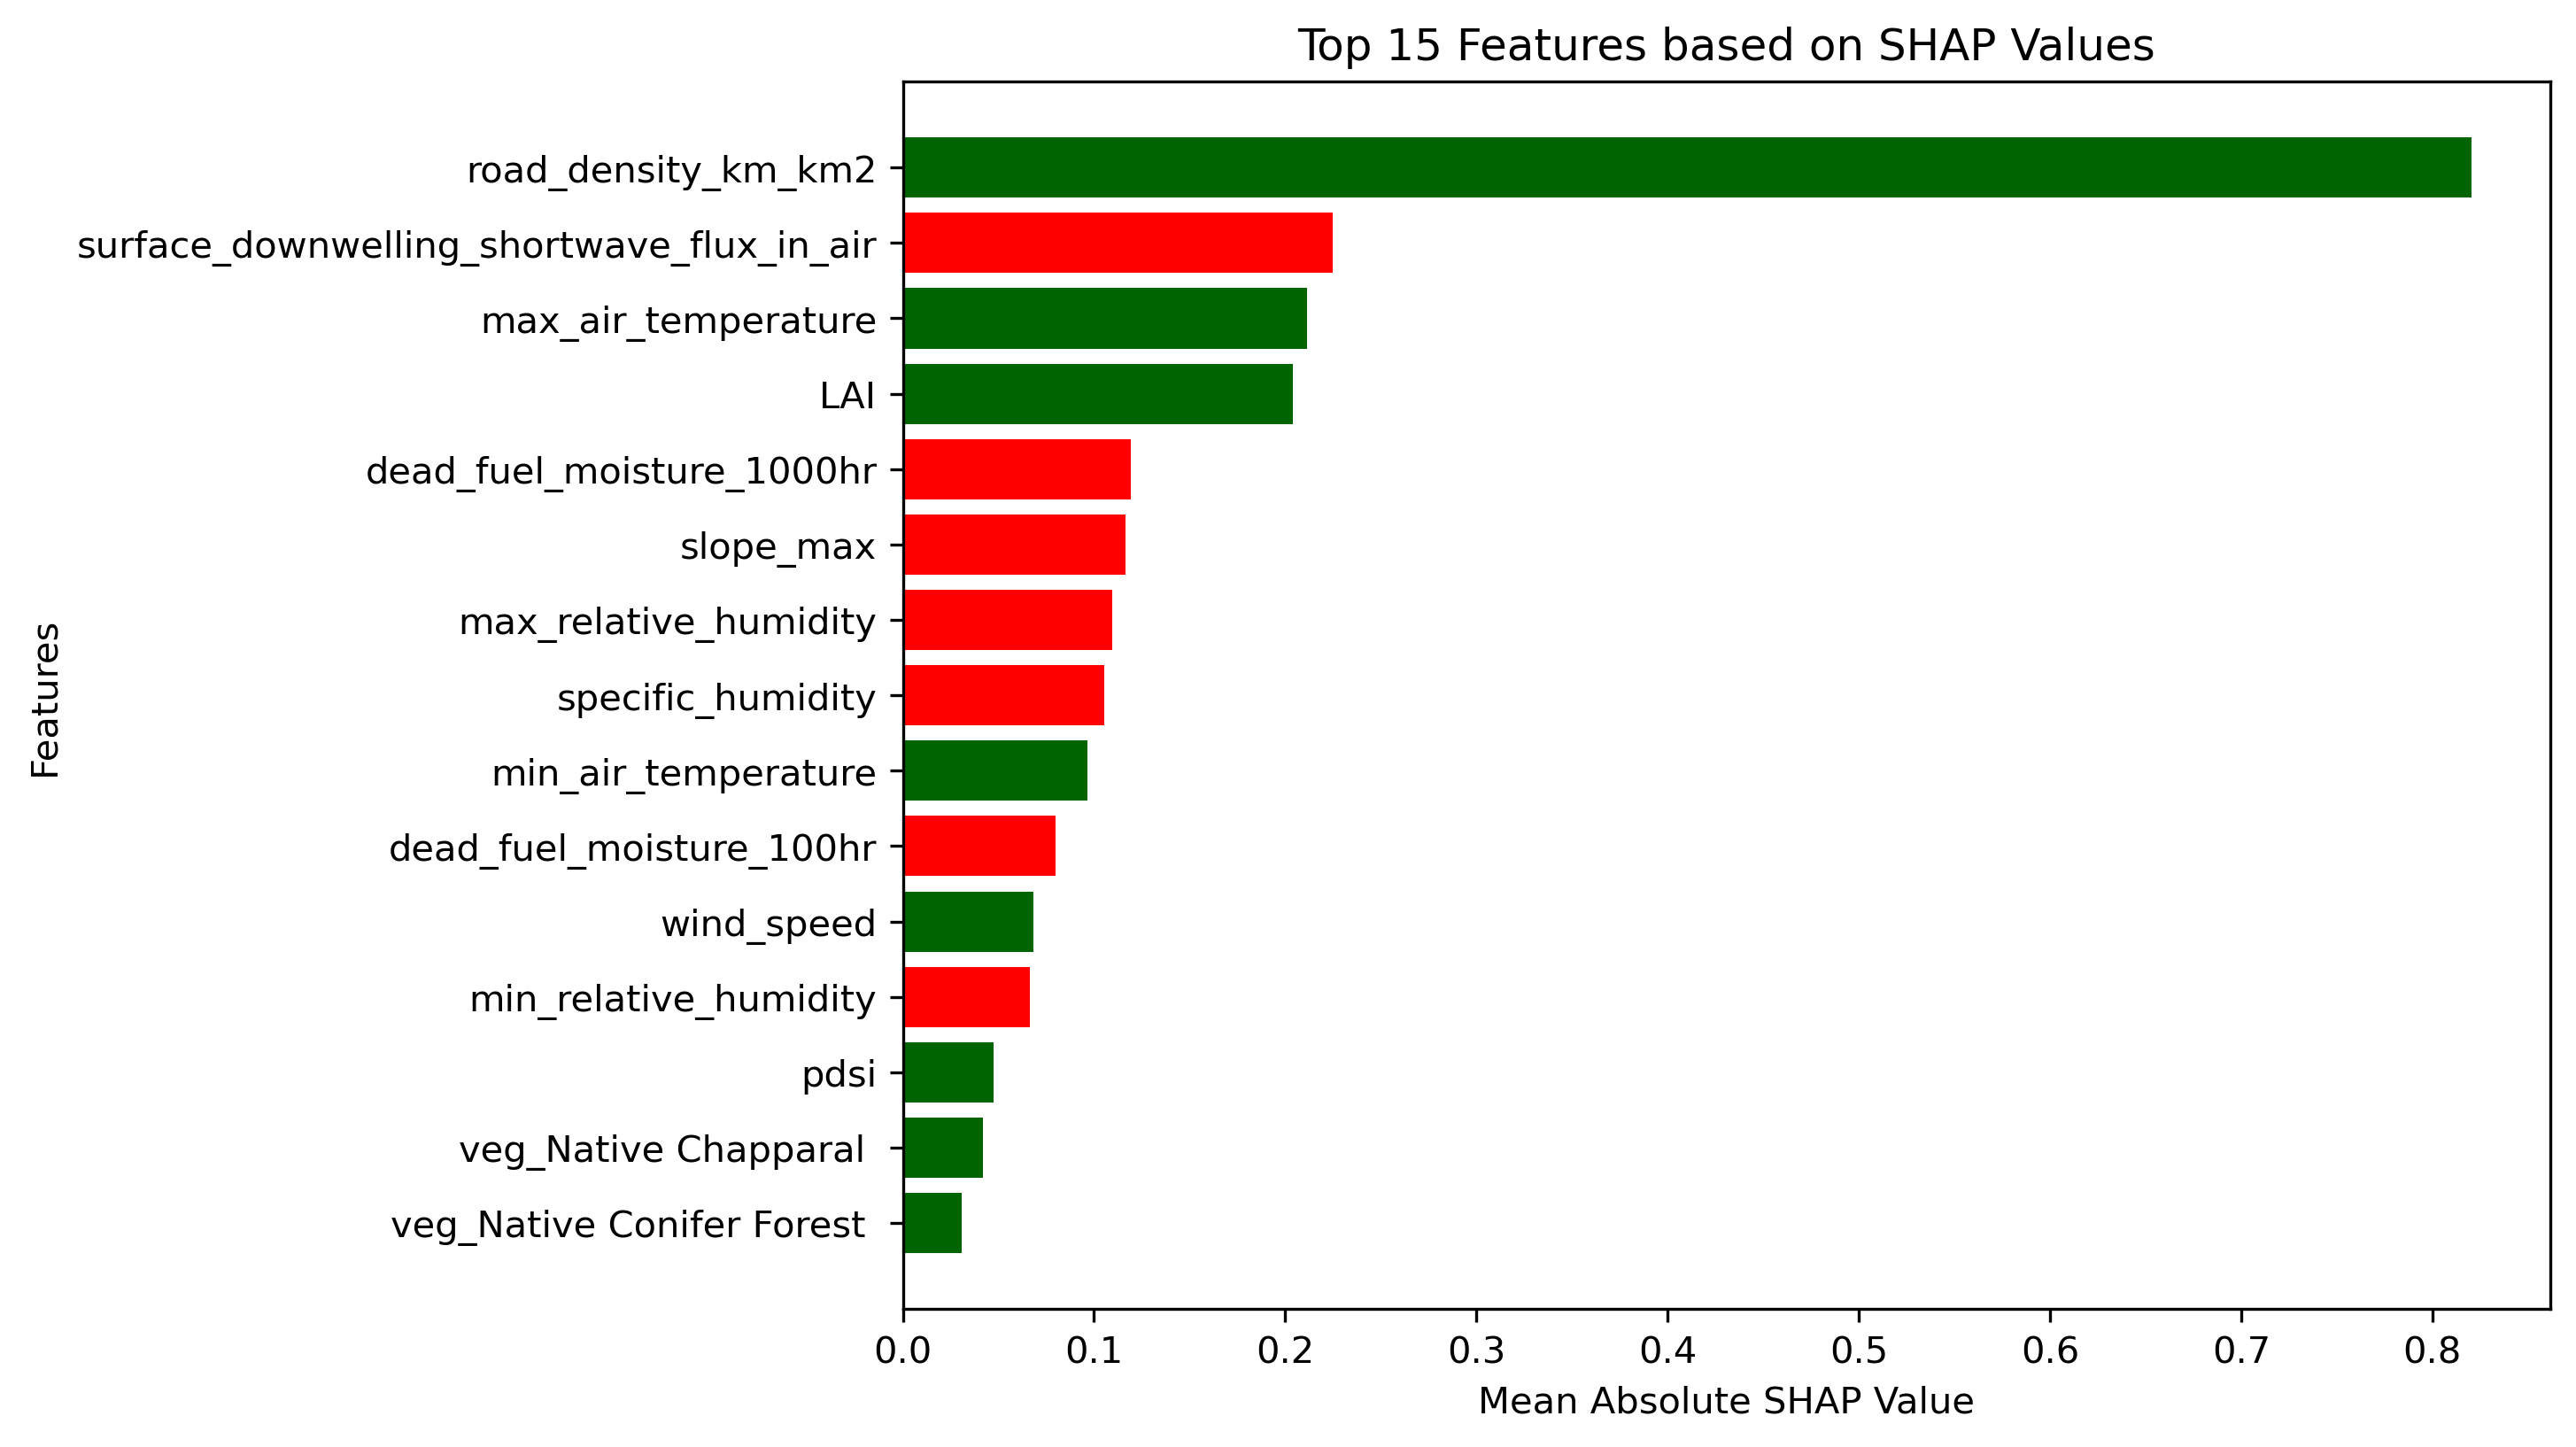 Top 15 Features based on SHAP Values
Features
road_density_km_km2
surface_downwelling_shortwave_flux_in_air
max_air_temperature
LAI
dead_fuel_moisture_1000hr
slope_max
max_relative_humidity
specific_humidity
min_air_temperature
dead_fuel_moisture_100hr
wind_speed
min_relative_humidity
pdsi
veg_Native Chapparal
veg_Native Conifer Forest
0.0 0.1 0.2 0.3 0.4 0.5 0.6 0.7 0.8
Mean Absolute SHAP Value